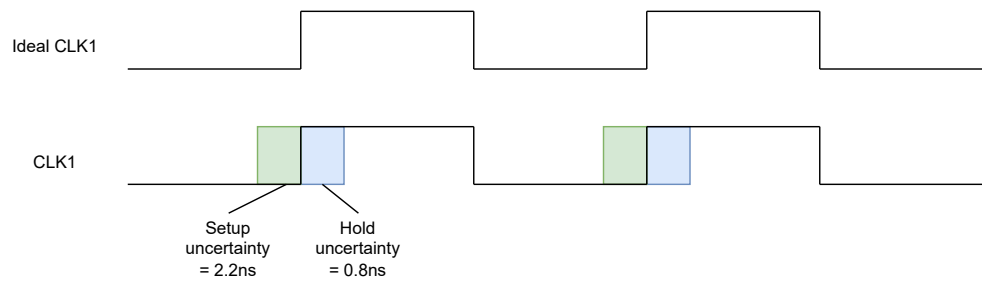 Ideal CLK1
CLK1
Setup
uncertainty
= 2.2ns
Hold
uncertainty
= 0.8ns